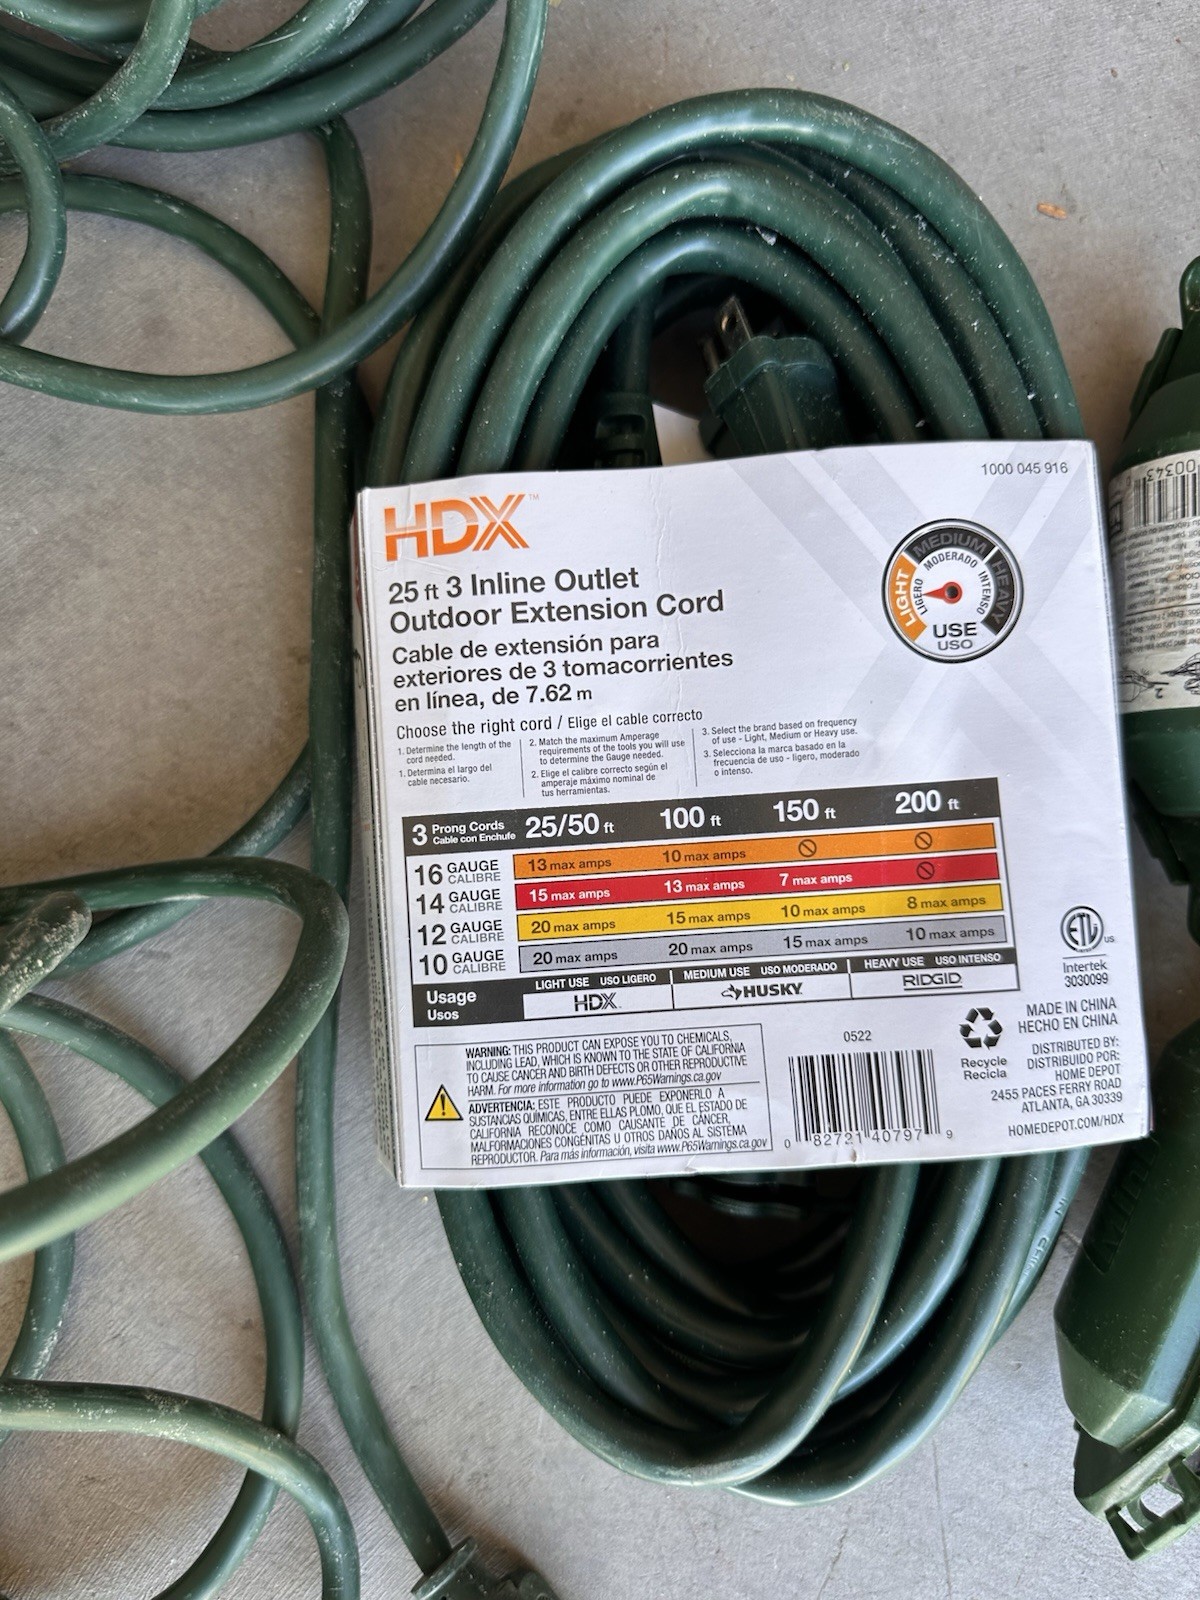 1000 045 916
HDX™
25 ft 3 Inline Outlet
Outdoor Extension Cord
Cable de extensión para
exteriores de 3 tomacorrientes
en línea, de 7.62 m
LIGHT MEDIUM HEAVY
LIGERO MODERADO INTENSO
USE
USO
Choose the right cord / Elige el cable correcto
1. Determine the length of the
cord needed.
1. Determina el largo del
cable necesario.
2. Match the maximum Amperage
requirements of the tools you will use
to determine the Gauge needed.
2. Elige el calibre correcto según el
amperaje máximo nominal de
tus herramientas.
3. Select the brand based on frequency
of use - Light, Medium or Heavy use.
3. Selecciona la marca basado en la
frecuencia de uso - ligero, moderado
o intenso.
3 Prong Cords Cable con Enchufe 25/50 ft 100 ft 150 ft 200 ft
16 GAUGE CALIBRE 13 max amps 10 max amps
14 GAUGE CALIBRE 15 max amps 13 max amps 7 max amps
12 GAUGE CALIBRE 20 max amps 15 max amps 10 max amps 8 max amps
10 GAUGE CALIBRE 20 max amps 20 max amps 15 max amps 10 max amps
Usage
Usos
LIGHT USE USO LIGERO
HDX
MEDIUM USE USO MODERADO
HUSKY
HEAVY USE USO INTENSO
RIDGID
ETL US
Intertek
3030099
WARNING: THIS PRODUCT CAN EXPOSE YOU TO CHEMICALS,
INCLUDING LEAD, WHICH IS KNOWN TO THE STATE OF CALIFORNIA
TO CAUSE CANCER AND BIRTH DEFECTS OR OTHER REPRODUCTIVE
HARM. For more information go to www.P65Warnings.ca.gov
ADVERTENCIA: ESTE PRODUCTO PUEDE EXPONERLO A
SUSTANCIAS QUÍMICAS, ENTRE ELLAS PLOMO, QUE EL ESTADO DE
CALIFORNIA RECONOCE COMO CAUSANTE DE CÁNCER,
MALFORMACIONES CONGÉNITAS U OTROS DAÑOS AL SISTEMA
REPRODUCTOR. Para más información, visita www.P65Warnings.ca.gov
0522
0 82721 40797 9
Recycle
Recicla
MADE IN CHINA
HECHO EN CHINA
DISTRIBUTED BY:
DISTRIBUIDO POR:
HOME DEPOT
2455 PACES FERRY ROAD
ATLANTA, GA 30339
HOMEDEPOT.COM/HDX
00343